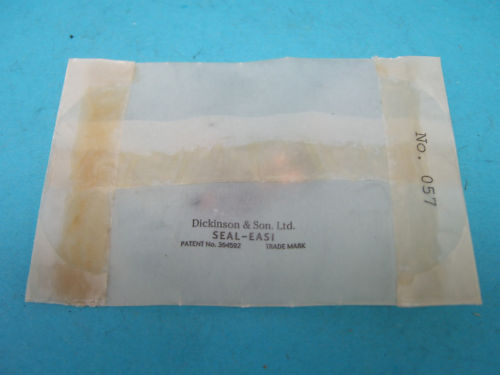 Dickinson & Son. Ltd.
SEAL-EASI
PATENT No. 364592 TRADE MARK
No. 057